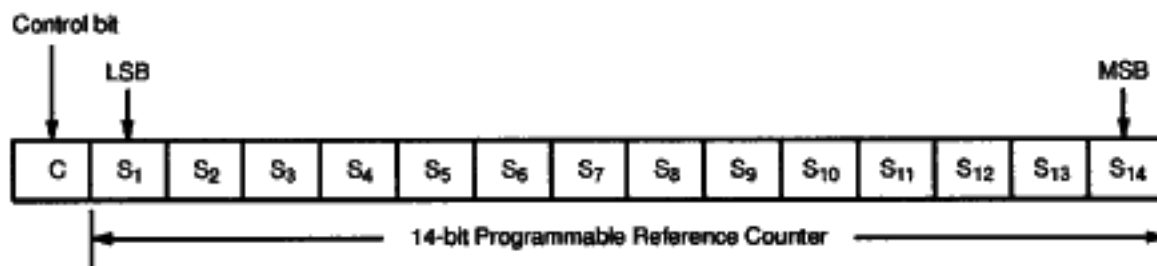 Control bit
LSB
MSB
C S₁ S₂ S₃ S₄ S₅ S₆ S₇ S₈ S₉ S₁₀ S₁₁ S₁₂ S₁₃ S₁₄
14-bit Programmable Reference Counter